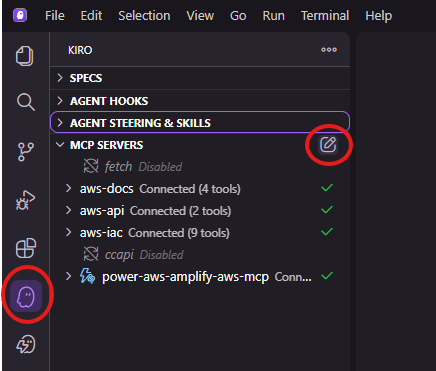 File Edit Selection View Go Run Terminal Help
KIRO
SPECS
AGENT HOOKS
AGENT STEERING & SKILLS
MCP SERVERS
fetch Disabled
aws-docs Connected (4 tools)
aws-api Connected (2 tools)
aws-iac Connected (9 tools)
ccapi Disabled
power-aws-amplify-aws-mcp Conn...